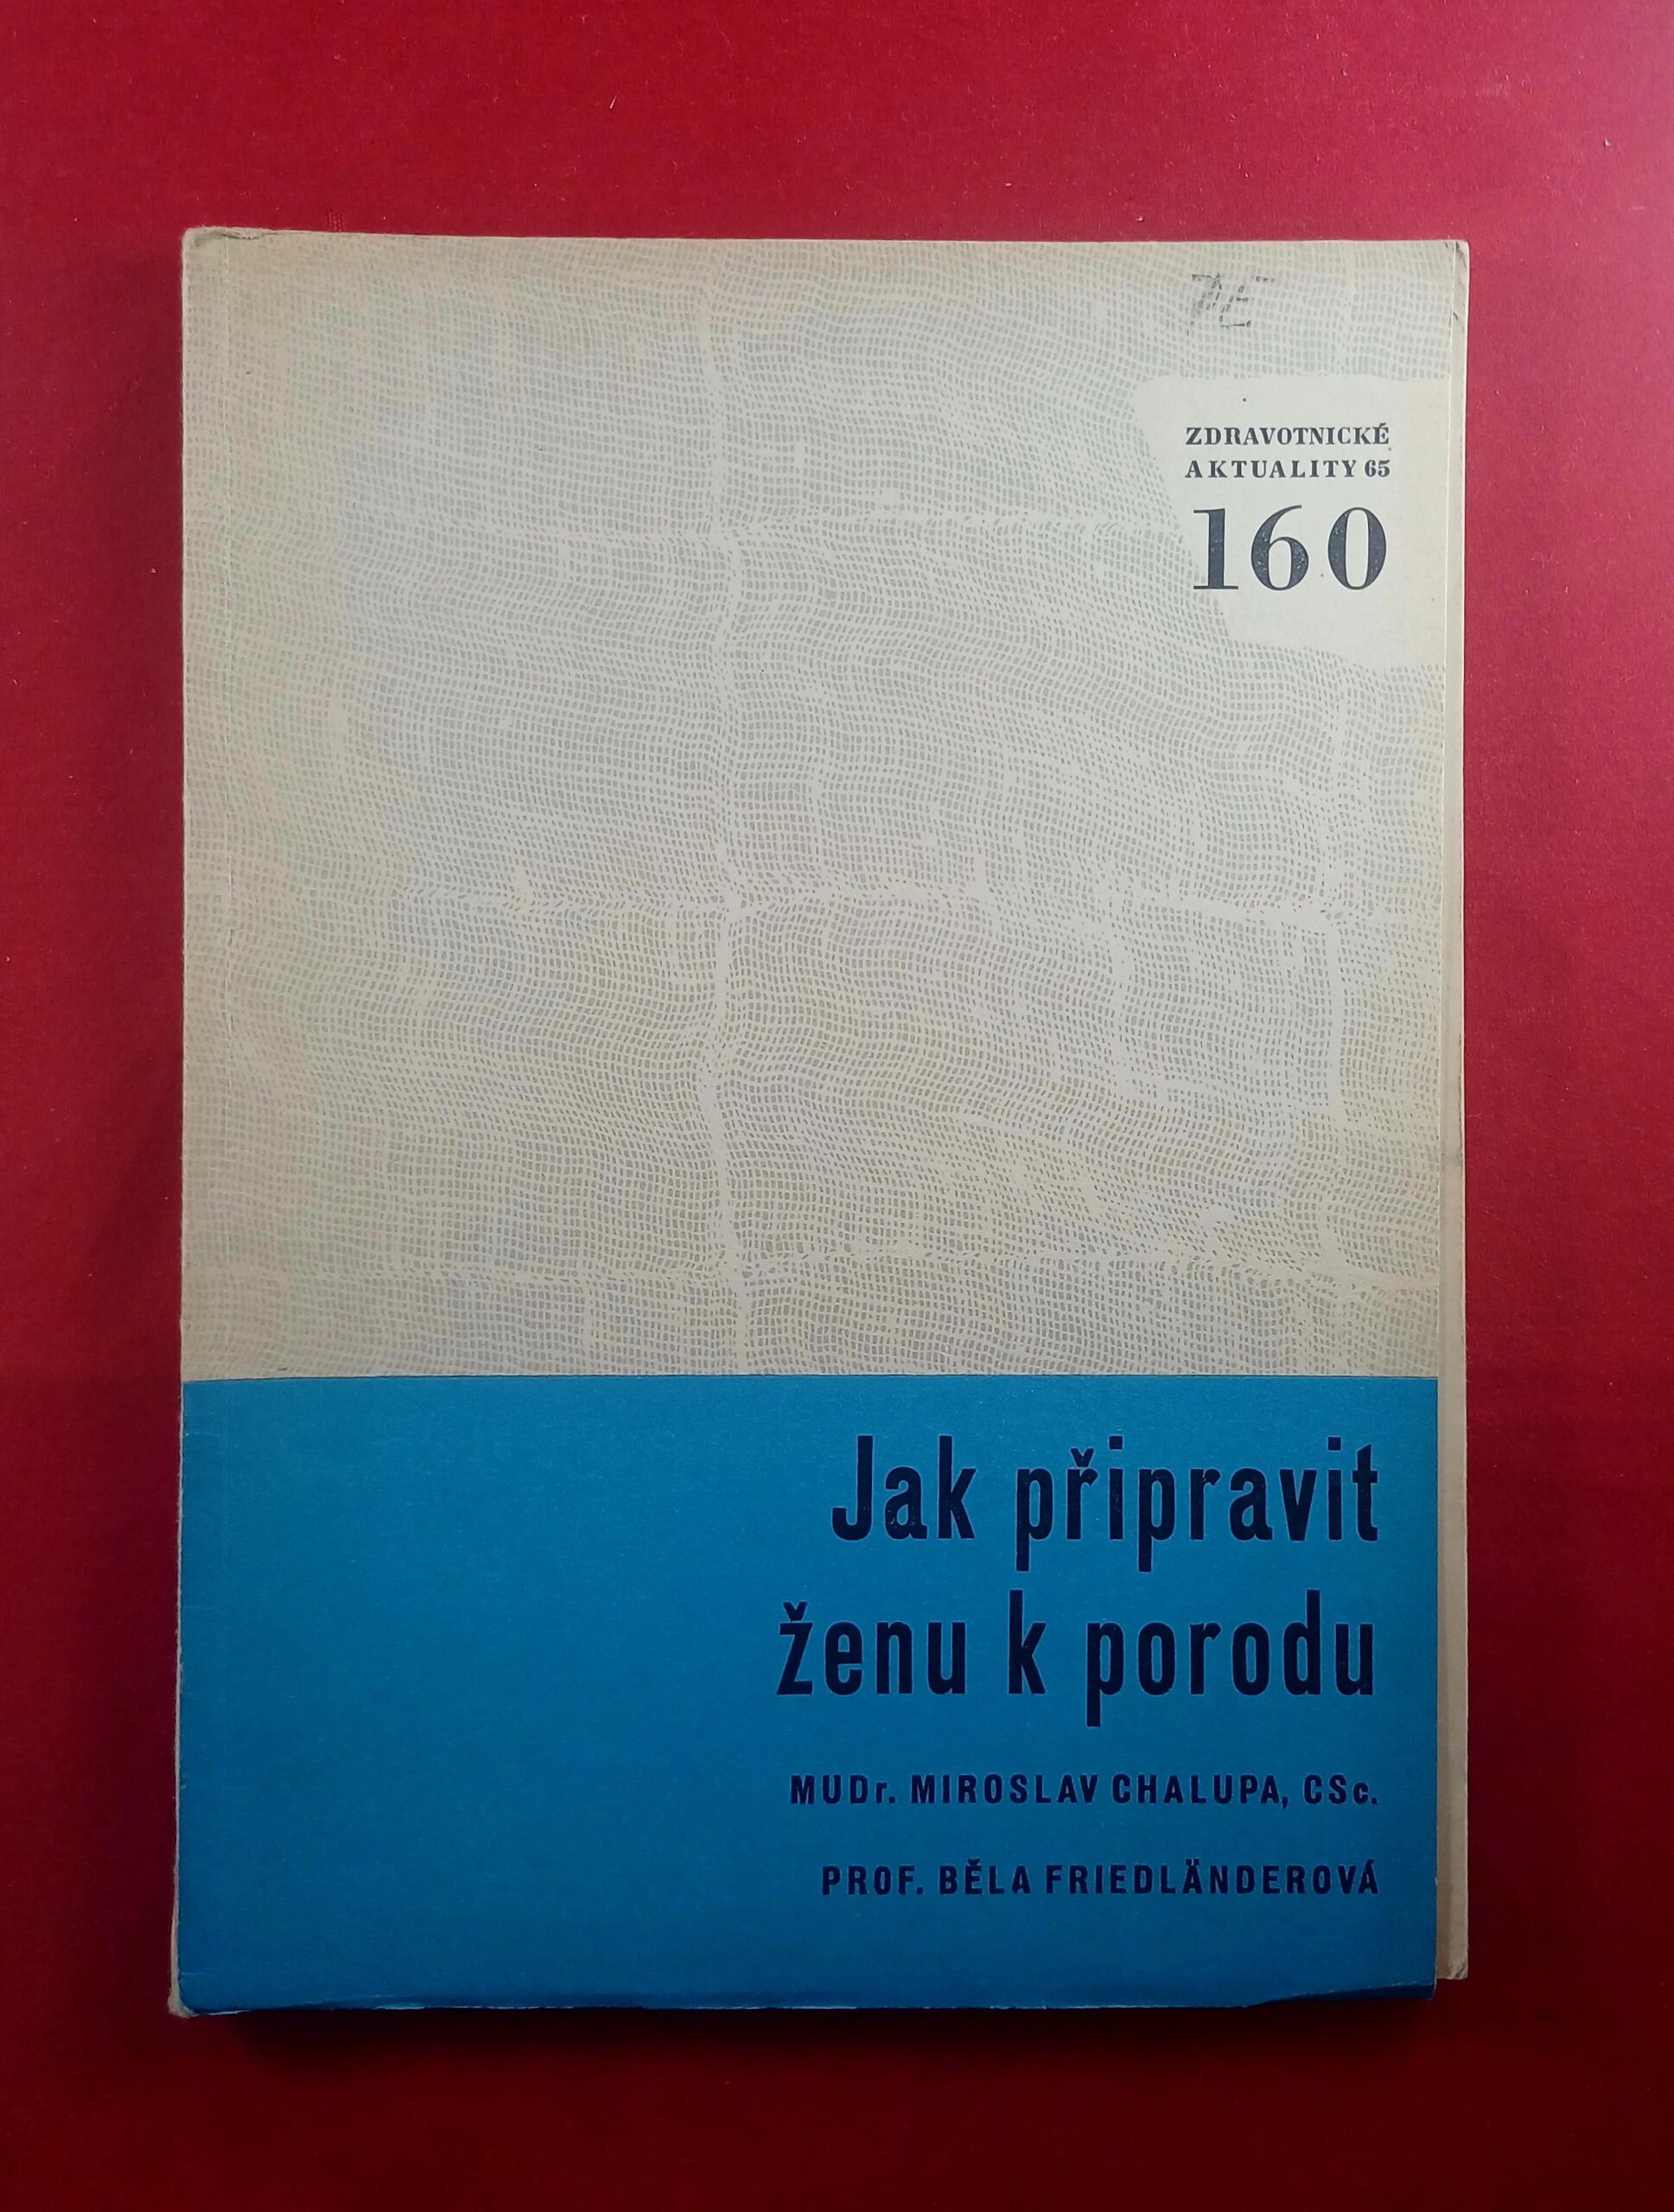 ZDRAVOTNICKÉ
AKTUALITY 65
160
Jak připravit
ženu k porodu
MUDr. MIROSLAV CHALUPA, CSc.
PROF. BĚLA FRIEDLÄNDEROVÁ